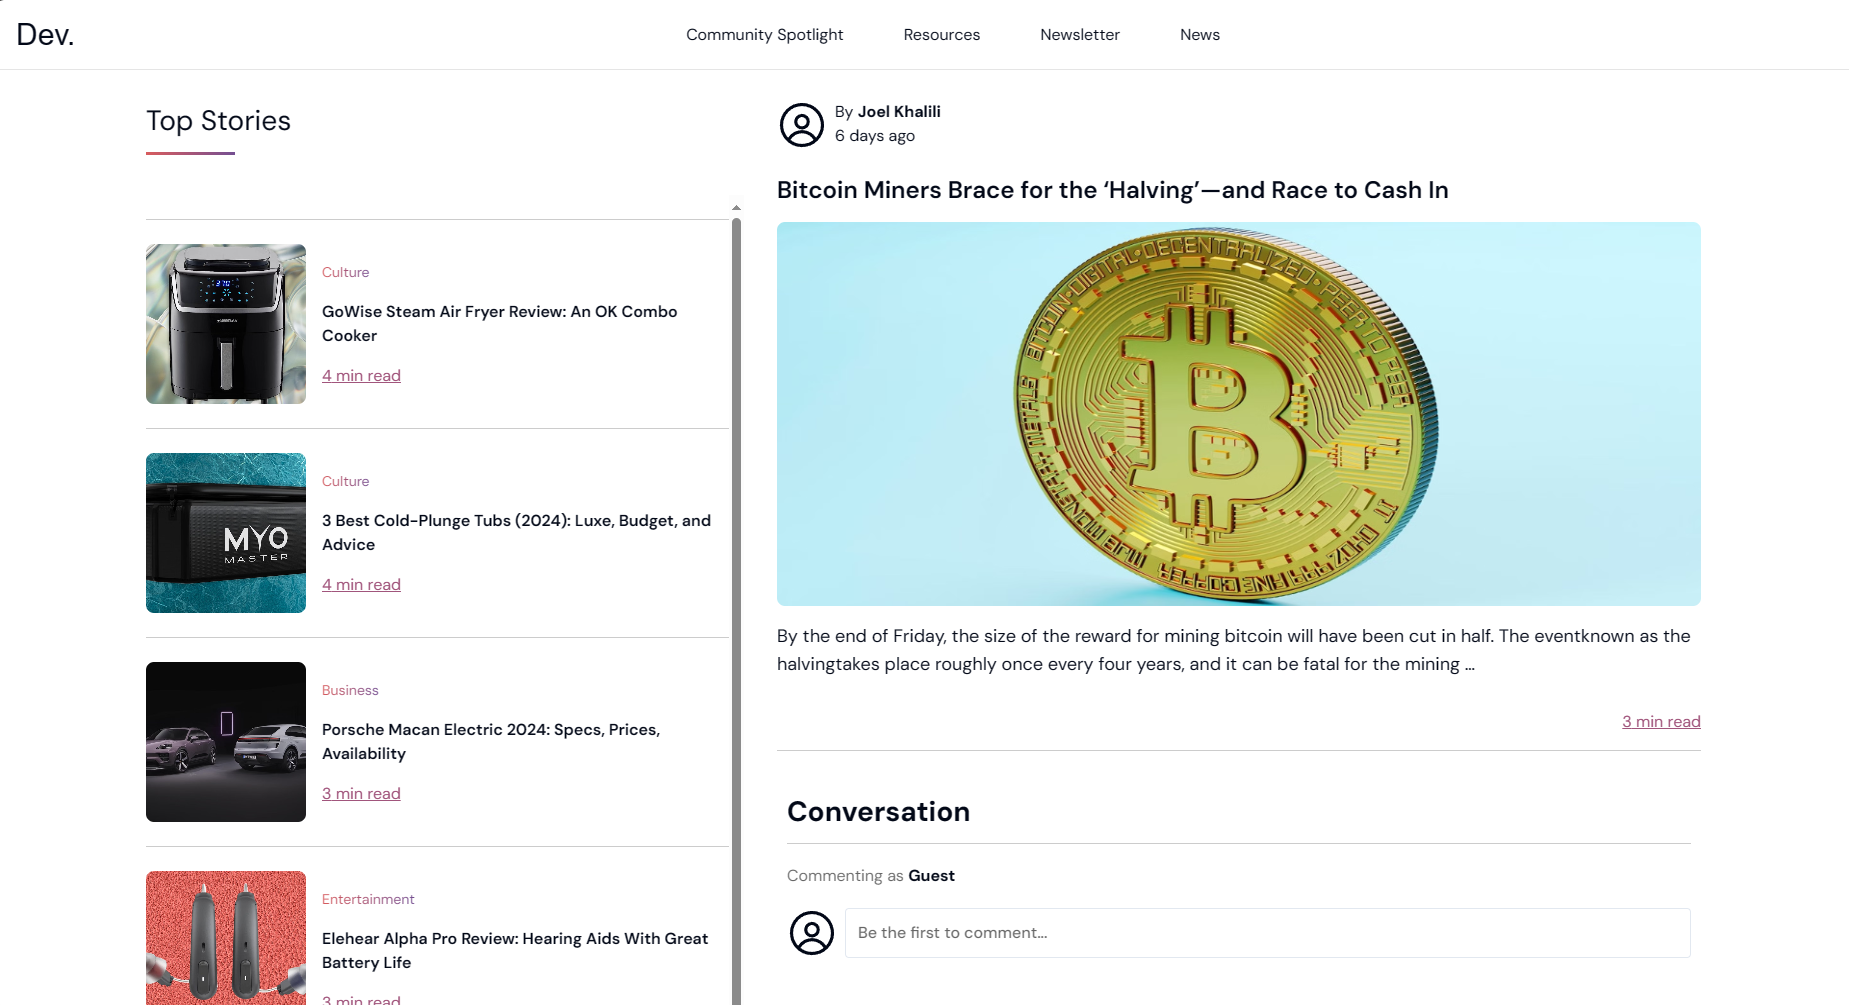 Dev.
Community Spotlight
Resources
Newsletter
News
Top Stories
Culture
GoWise Steam Air Fryer Review: An OK Combo
Cooker
4 min read
MYO
MASTER
Culture
3 Best Cold-Plunge Tubs (2024): Luxe, Budget, and
Advice
4 min read
Business
Porsche Macan Electric 2024: Specs, Prices,
Availability
3 min read
Entertainment
Elehear Alpha Pro Review: Hearing Aids With Great
Battery Life
3 min read
By Joel Khalili
6 days ago
Bitcoin Miners Brace for the ‘Halving’—and Race to Cash In
BITCOIN•DIGITAL•DECENTRALIZED•PEER TO PEER
By the end of Friday, the size of the reward for mining bitcoin will have been cut in half. The eventknown as the
halvingtakes place roughly once every four years, and it can be fatal for the mining ...
3 min read
Conversation
Commenting as Guest
Be the first to comment...